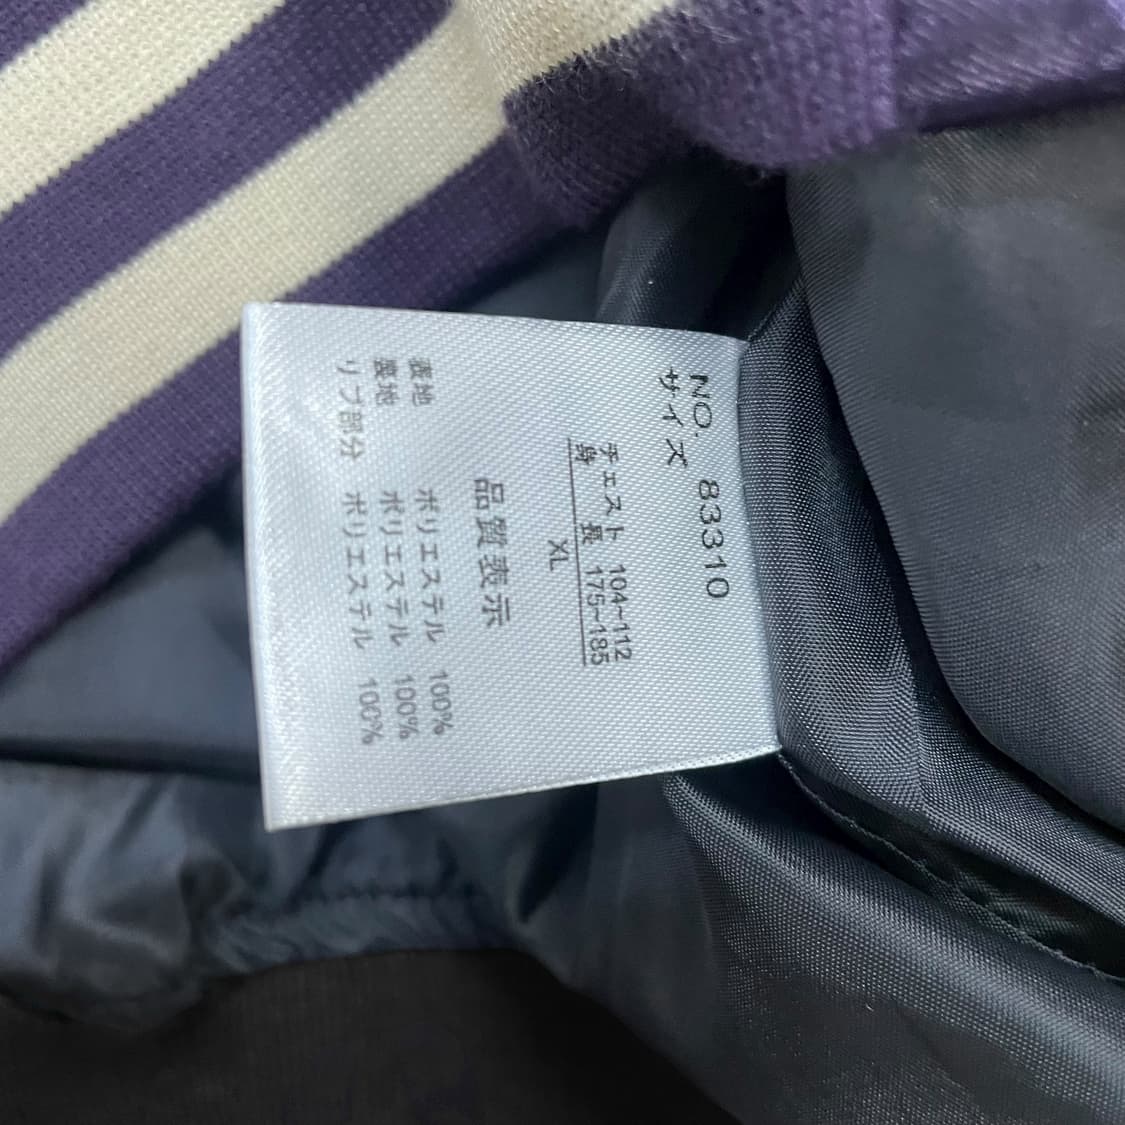 NO. 83310
サイズ
チェスト 104~112
身 長 175~185
XL
品質表示
表地 ポリエステル 100%
裏地 ポリエステル 100%
リブ部分 ポリエステル 100%